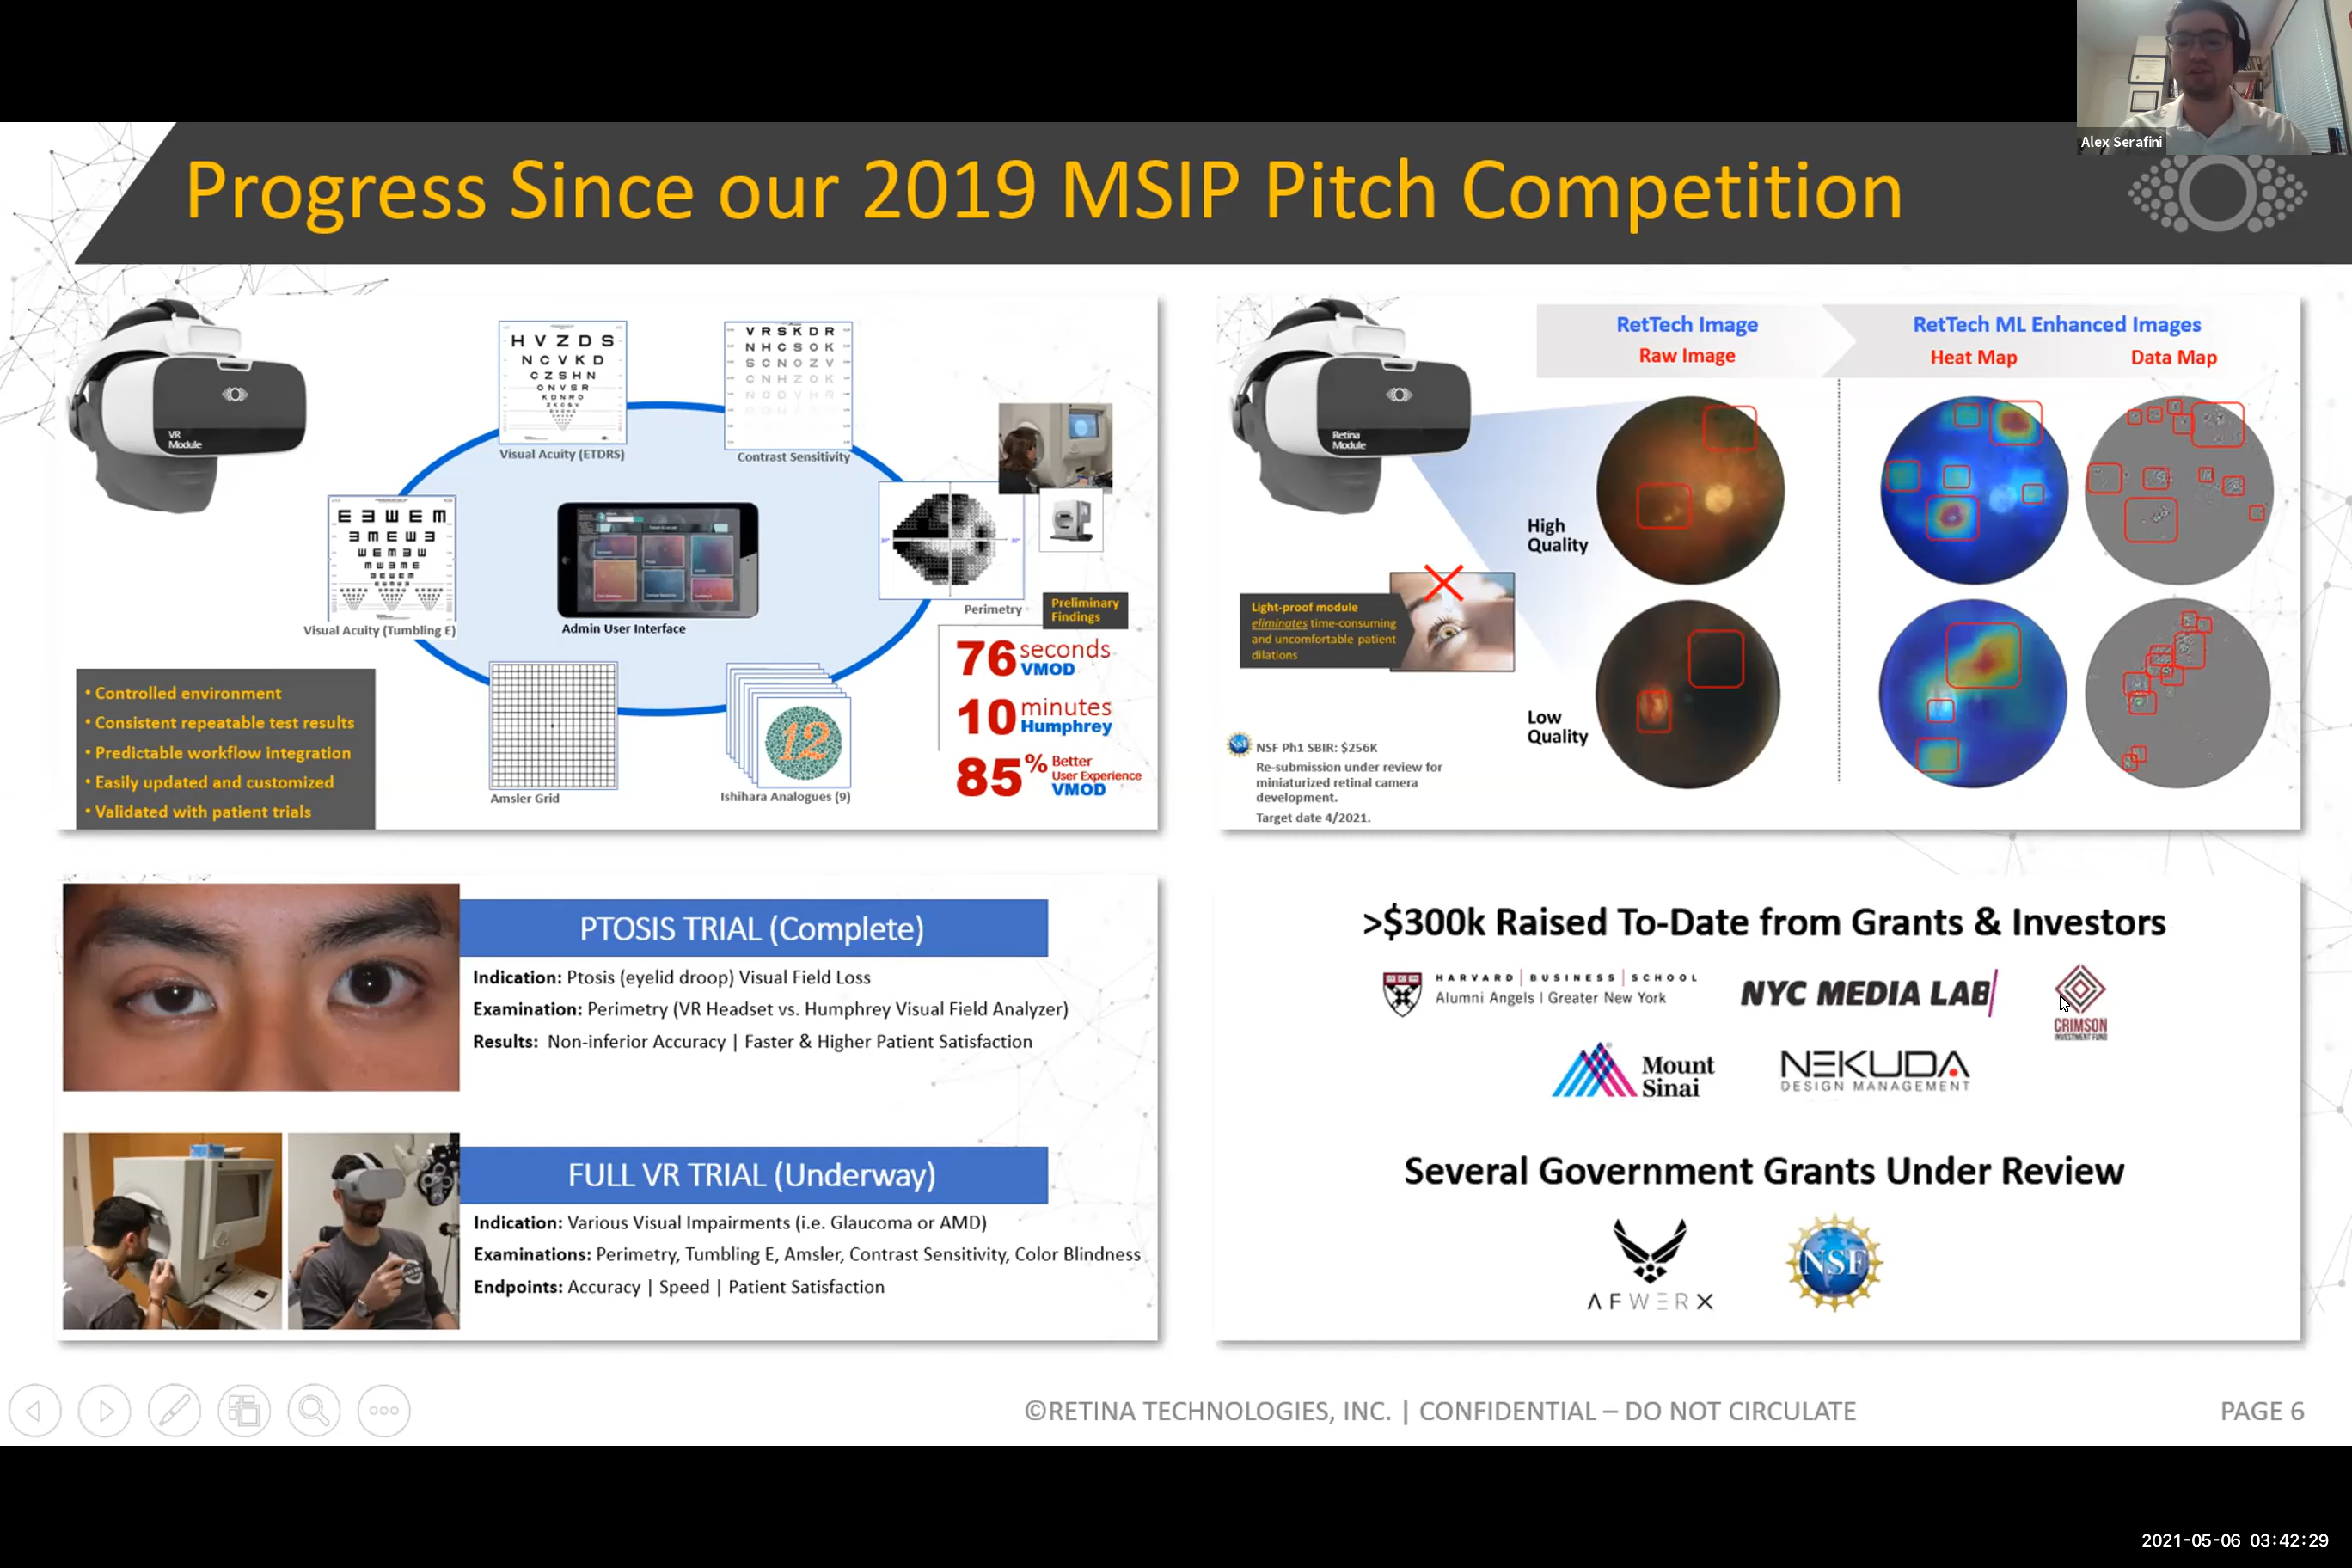 Alex Serafini
Progress Since our 2019 MSIP Pitch Competition
VR
Module
H V Z D S
N C V K D
C Z S H N
O N V S R
K D N R O
Z K C S V
Visual Acuity (ETDRS)
V R S K D R
N H C S O K
S C N O Z V
C N H Z O K
N O D V H R
Contrast Sensitivity
Visual Acuity (Tumbling E)
Admin User Interface
Perimetry
Preliminary
Findings
76 seconds
VMOD
10 minutes
Humphrey
85% Better
User Experience
VMOD
• Controlled environment
• Consistent repeatable test results
• Predictable workflow integration
• Easily updated and customized
• Validated with patient trials
Amsler Grid
12
Ishihara Analogues (9)
Retina
Module
RetTech Image
Raw Image
RetTech ML Enhanced Images
Heat Map
Data Map
High
Quality
Low
Quality
Light-proof module
eliminates time-consuming
and uncomfortable patient
dilations
NSF Ph1 SBIR: $256K
Re-submission under review for
miniaturized retinal camera
development.
Target date 4/2021.
PTOSIS TRIAL (Complete)
Indication: Ptosis (eyelid droop) Visual Field Loss
Examination: Perimetry (VR Headset vs. Humphrey Visual Field Analyzer)
Results: Non-inferior Accuracy | Faster & Higher Patient Satisfaction
FULL VR TRIAL (Underway)
Indication: Various Visual Impairments (i.e. Glaucoma or AMD)
Examinations: Perimetry, Tumbling E, Amsler, Contrast Sensitivity, Color Blindness
Endpoints: Accuracy | Speed | Patient Satisfaction
>$300k Raised To-Date from Grants & Investors
HARVARD | BUSINESS | SCHOOL
Alumni Angels | Greater New York
NYC MEDIA LAB
CRIMSON
INVESTMENT FUND
Mount
Sinai
NEKUDA
DESIGN MANAGEMENT
Several Government Grants Under Review
AFWERX
NSF
©RETINA TECHNOLOGIES, INC. | CONFIDENTIAL – DO NOT CIRCULATE
PAGE 6
2021-05-06 03:42:29